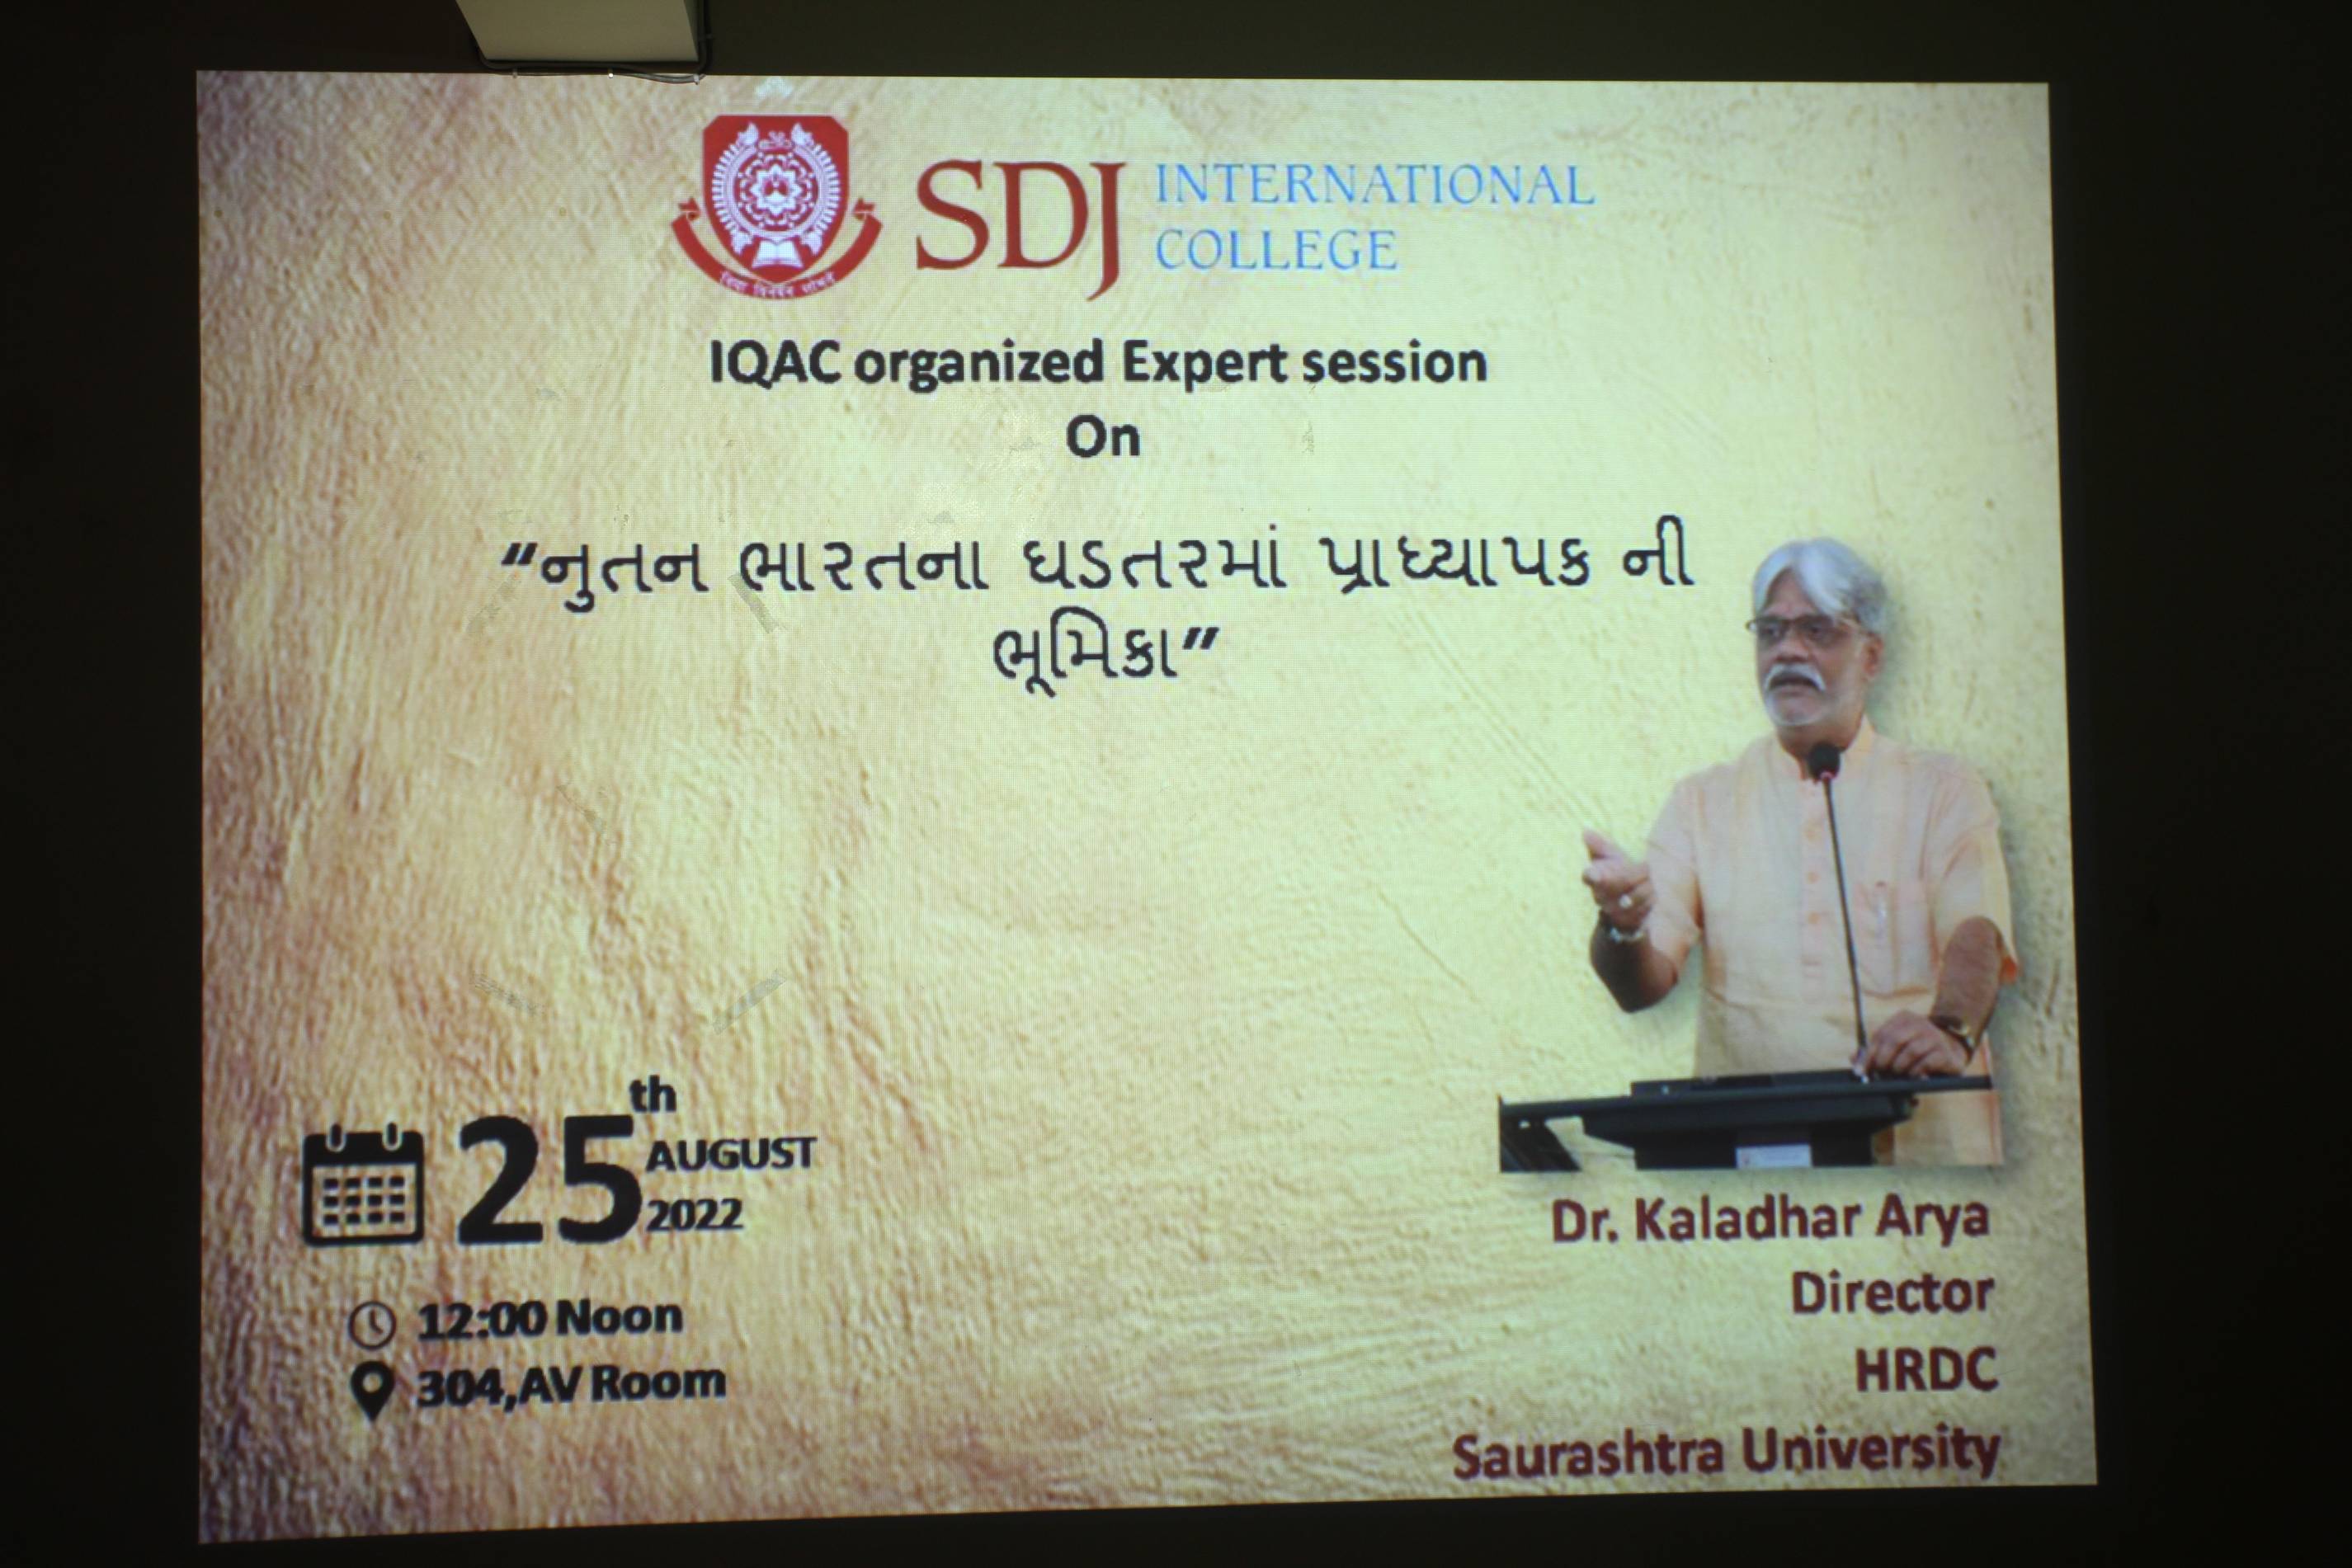 SDJ INTERNATIONAL
COLLEGE
IQAC organized Expert session
On
“નુતન ભારતના ઘડતરમાં પ્રાધ્યાપક ની
ભૂમિકા”
25th
AUGUST
2022
12:00 Noon
304,AV Room
Dr. Kaladhar Arya
Director
HRDC
Saurashtra University